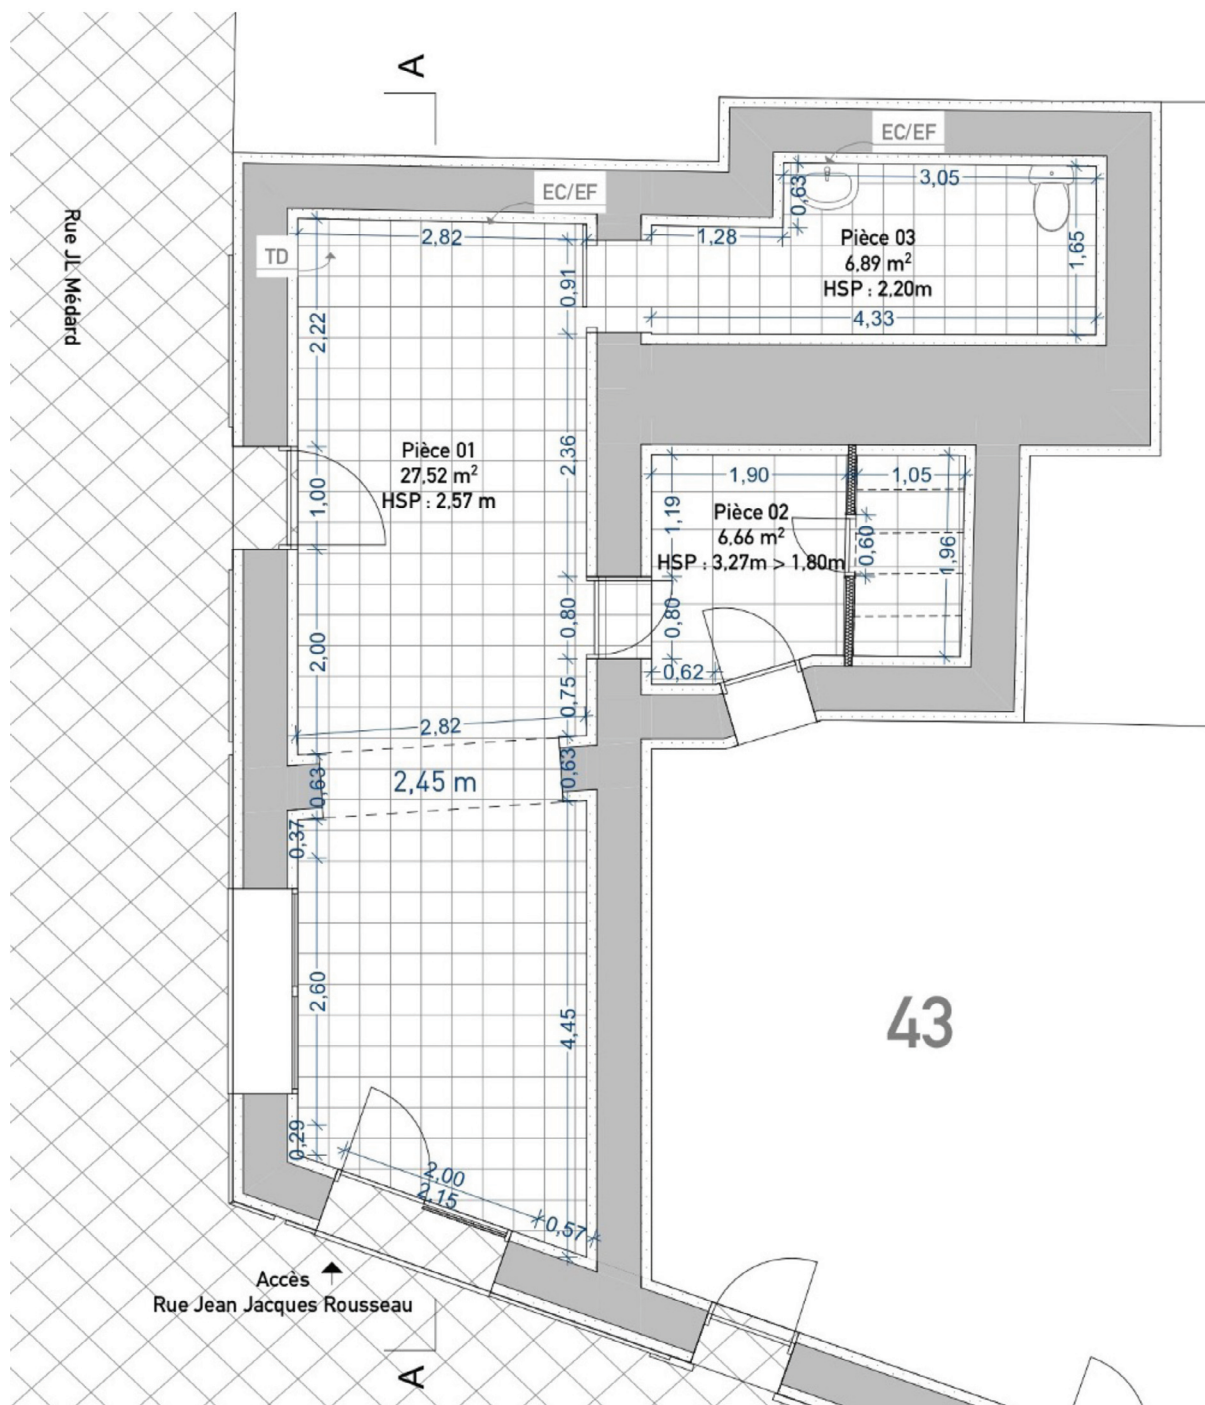 A
EC/EF
3,05
0,63
EC/EF
2,82
1,28
Pièce 03
6,89 m²
HSP : 2,20m
1,65
TD
0,91
4,33
2,22
Rue JL Médard
Pièce 01
27,52 m²
HSP : 2,57 m
2,36
1,00
1,90
1,05
1,19
Pièce 02
6,66 m²
HSP : 3,27m > 1,80m
0,60
1,96
0,80
0,80
2,00
0,62
0,75
2,82
0,63
2,45 m
0,63
0,37
2,60
4,45
43
0,29
2,00
2,15
0,57
Accès
Rue Jean Jacques Rousseau
A